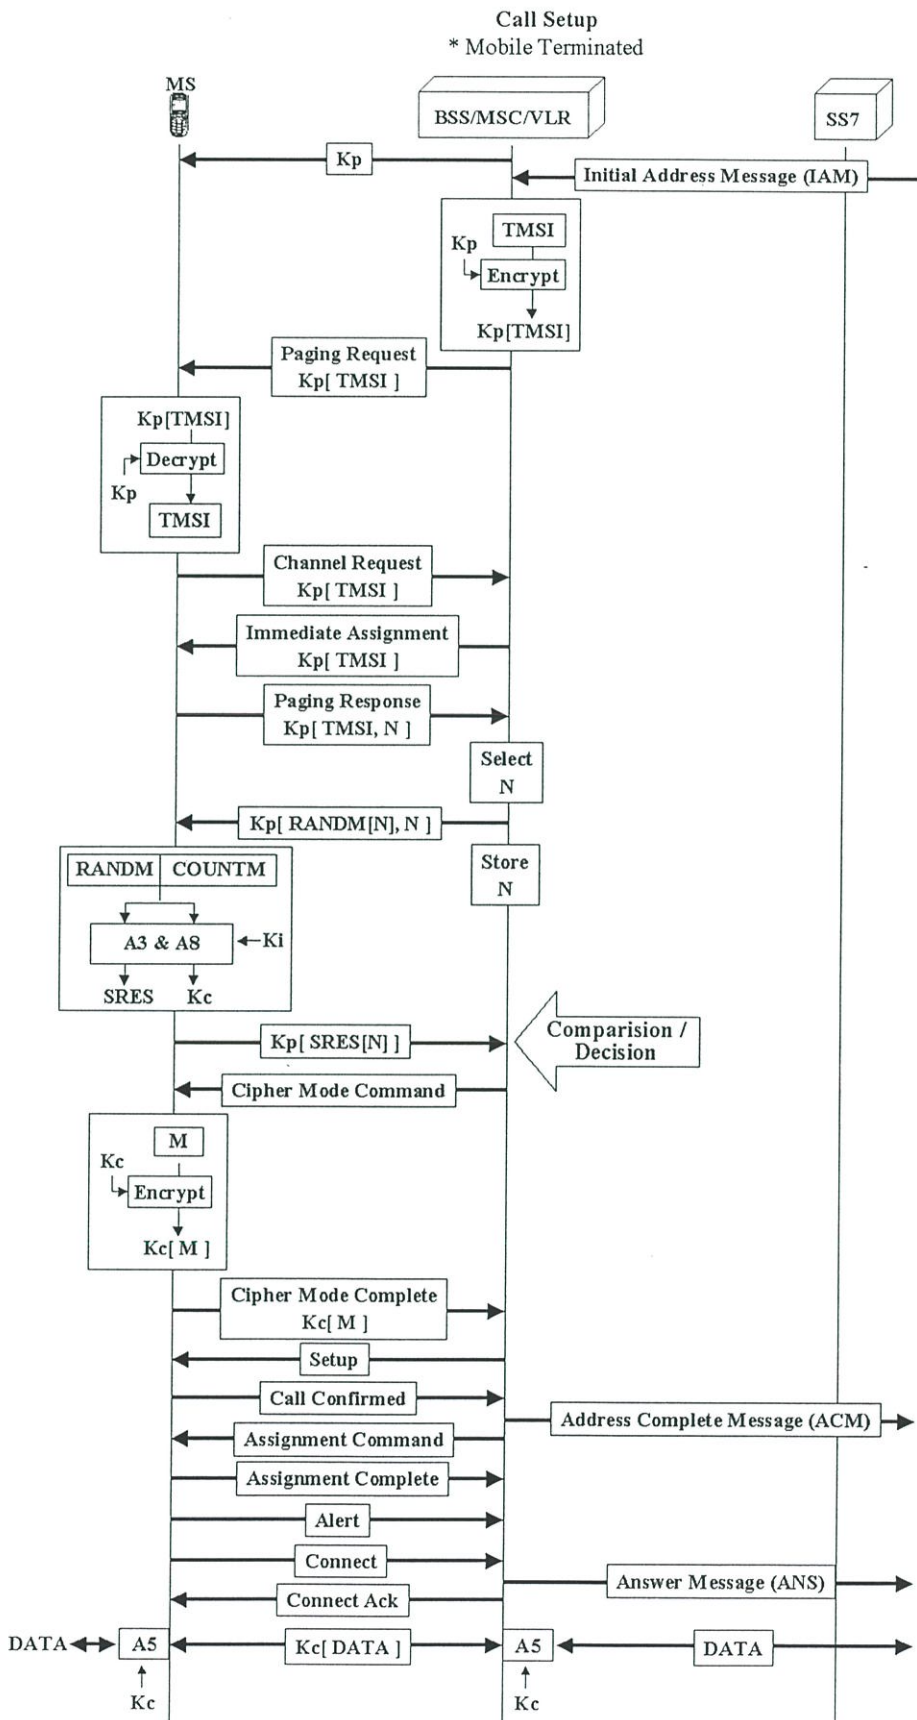 Call Setup
* Mobile Terminated
MS
BSS/MSC/VLR
SS7
Kp
Initial Address Message (IAM)
TMSI
Kp
Encrypt
Kp[TMSI]
Paging Request
Kp[ TMSI ]
Kp[TMSI]
Decrypt
Kp
TMSI
Channel Request
Kp[ TMSI ]
Immediate Assignment
Kp[ TMSI ]
Paging Response
Kp[ TMSI, N ]
Select
N
Kp[ RANDM[N], N ]
Store
N
RANDM COUNTM
A3 & A8
Ki
SRES Kc
Kp[ SRES[N] ]
Comparision /
Decision
Cipher Mode Command
M
Kc
Encrypt
Kc[ M ]
Cipher Mode Complete
Kc[ M ]
Setup
Call Confirmed
Address Complete Message (ACM)
Assignment Command
Assignment Complete
Alert
Connect
Answer Message (ANS)
Connect Ack
DATA A5 Kc[ DATA ] A5 DATA
Kc Kc